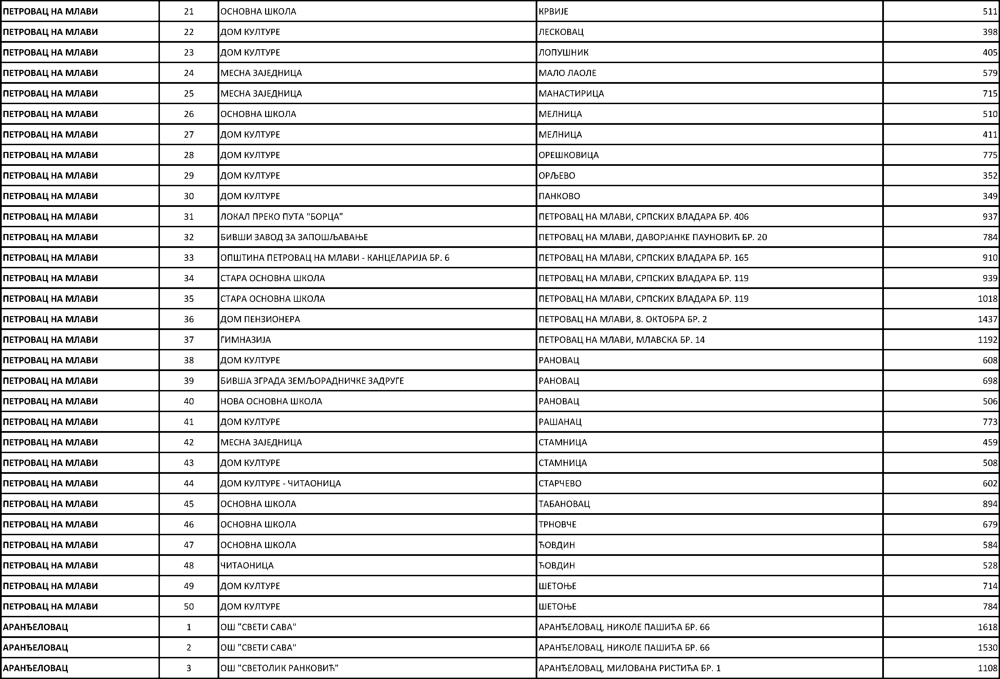 ПЕТРОВАЦ НА МЛАВИ 21 ОСНОВНА ШКОЛА КРВИЈЕ 511
ПЕТРОВАЦ НА МЛАВИ 22 ДОМ КУЛТУРЕ ЛЕСКОВАЦ 398
ПЕТРОВАЦ НА МЛАВИ 23 ДОМ КУЛТУРЕ ЛОПУШНИК 405
ПЕТРОВАЦ НА МЛАВИ 24 МЕСНА ЗАЈЕДНИЦА МАЛО ЛАОЛЕ 579
ПЕТРОВАЦ НА МЛАВИ 25 МЕСНА ЗАЈЕДНИЦА МАНАСТИРИЦА 715
ПЕТРОВАЦ НА МЛАВИ 26 ОСНОВНА ШКОЛА МЕЛНИЦА 510
ПЕТРОВАЦ НА МЛАВИ 27 ДОМ КУЛТУРЕ МЕЛНИЦА 411
ПЕТРОВАЦ НА МЛАВИ 28 ДОМ КУЛТУРЕ ОРЕШКОВИЦА 775
ПЕТРОВАЦ НА МЛАВИ 29 ДОМ КУЛТУРЕ ОРЉЕВО 352
ПЕТРОВАЦ НА МЛАВИ 30 ДОМ КУЛТУРЕ ПАНКОВО 349
ПЕТРОВАЦ НА МЛАВИ 31 ЛОКАЛ ПРЕКО ПУТА "БОРЦА" ПЕТРОВАЦ НА МЛАВИ, СРПСКИХ ВЛАДАРА БР. 406 937
ПЕТРОВАЦ НА МЛАВИ 32 БИВШИ ЗАВОД ЗА ЗАПОШЉАВАЊЕ ПЕТРОВАЦ НА МЛАВИ, ДАВОРЈАНКЕ ПАУНОВИЋ БР. 20 784
ПЕТРОВАЦ НА МЛАВИ 33 ОПШТИНА ПЕТРОВАЦ НА МЛАВИ - КАНЦЕЛАРИЈА БР. 6 ПЕТРОВАЦ НА МЛАВИ, СРПСКИХ ВЛАДАРА БР. 165 910
ПЕТРОВАЦ НА МЛАВИ 34 СТАРА ОСНОВНА ШКОЛА ПЕТРОВАЦ НА МЛАВИ, СРПСКИХ ВЛАДАРА БР. 119 939
ПЕТРОВАЦ НА МЛАВИ 35 СТАРА ОСНОВНА ШКОЛА ПЕТРОВАЦ НА МЛАВИ, СРПСКИХ ВЛАДАРА БР. 119 1018
ПЕТРОВАЦ НА МЛАВИ 36 ДОМ ПЕНЗИОНЕРА ПЕТРОВАЦ НА МЛАВИ, 8. ОКТОБРА БР. 2 1437
ПЕТРОВАЦ НА МЛАВИ 37 ГИМНАЗИЈА ПЕТРОВАЦ НА МЛАВИ, МЛАВСКА БР. 14 1192
ПЕТРОВАЦ НА МЛАВИ 38 ДОМ КУЛТУРЕ РАНОВАЦ 608
ПЕТРОВАЦ НА МЛАВИ 39 БИВША ЗГРАДА ЗЕМЉОРАДНИЧКЕ ЗАДРУГЕ РАНОВАЦ 698
ПЕТРОВАЦ НА МЛАВИ 40 НОВА ОСНОВНА ШКОЛА РАНОВАЦ 506
ПЕТРОВАЦ НА МЛАВИ 41 ДОМ КУЛТУРЕ РАШАНАЦ 773
ПЕТРОВАЦ НА МЛАВИ 42 МЕСНА ЗАЈЕДНИЦА СТАМНИЦА 459
ПЕТРОВАЦ НА МЛАВИ 43 ДОМ КУЛТУРЕ СТАМНИЦА 508
ПЕТРОВАЦ НА МЛАВИ 44 ДОМ КУЛТУРЕ - ЧИТАОНИЦА СТАРЧЕВО 602
ПЕТРОВАЦ НА МЛАВИ 45 ОСНОВНА ШКОЛА ТАБАНОВАЦ 894
ПЕТРОВАЦ НА МЛАВИ 46 ОСНОВНА ШКОЛА ТРНОВЧЕ 679
ПЕТРОВАЦ НА МЛАВИ 47 ОСНОВНА ШКОЛА ЋОВДИН 584
ПЕТРОВАЦ НА МЛАВИ 48 ЧИТАОНИЦА ЋОВДИН 528
ПЕТРОВАЦ НА МЛАВИ 49 ДОМ КУЛТУРЕ ШЕТОЊЕ 714
ПЕТРОВАЦ НА МЛАВИ 50 ДОМ КУЛТУРЕ ШЕТОЊЕ 784
АРАНЂЕЛОВАЦ 1 ОШ "СВЕТИ САВА" АРАНЂЕЛОВАЦ, НИКОЛЕ ПАШИЋА БР. 66 1618
АРАНЂЕЛОВАЦ 2 ОШ "СВЕТИ САВА" АРАНЂЕЛОВАЦ, НИКОЛЕ ПАШИЋА БР. 66 1530
АРАНЂЕЛОВАЦ 3 ОШ "СВЕТОЛИК РАНКОВИЋ" АРАНЂЕЛОВАЦ, МИЛОВАНА РИСТИЋА БР. 1 1108